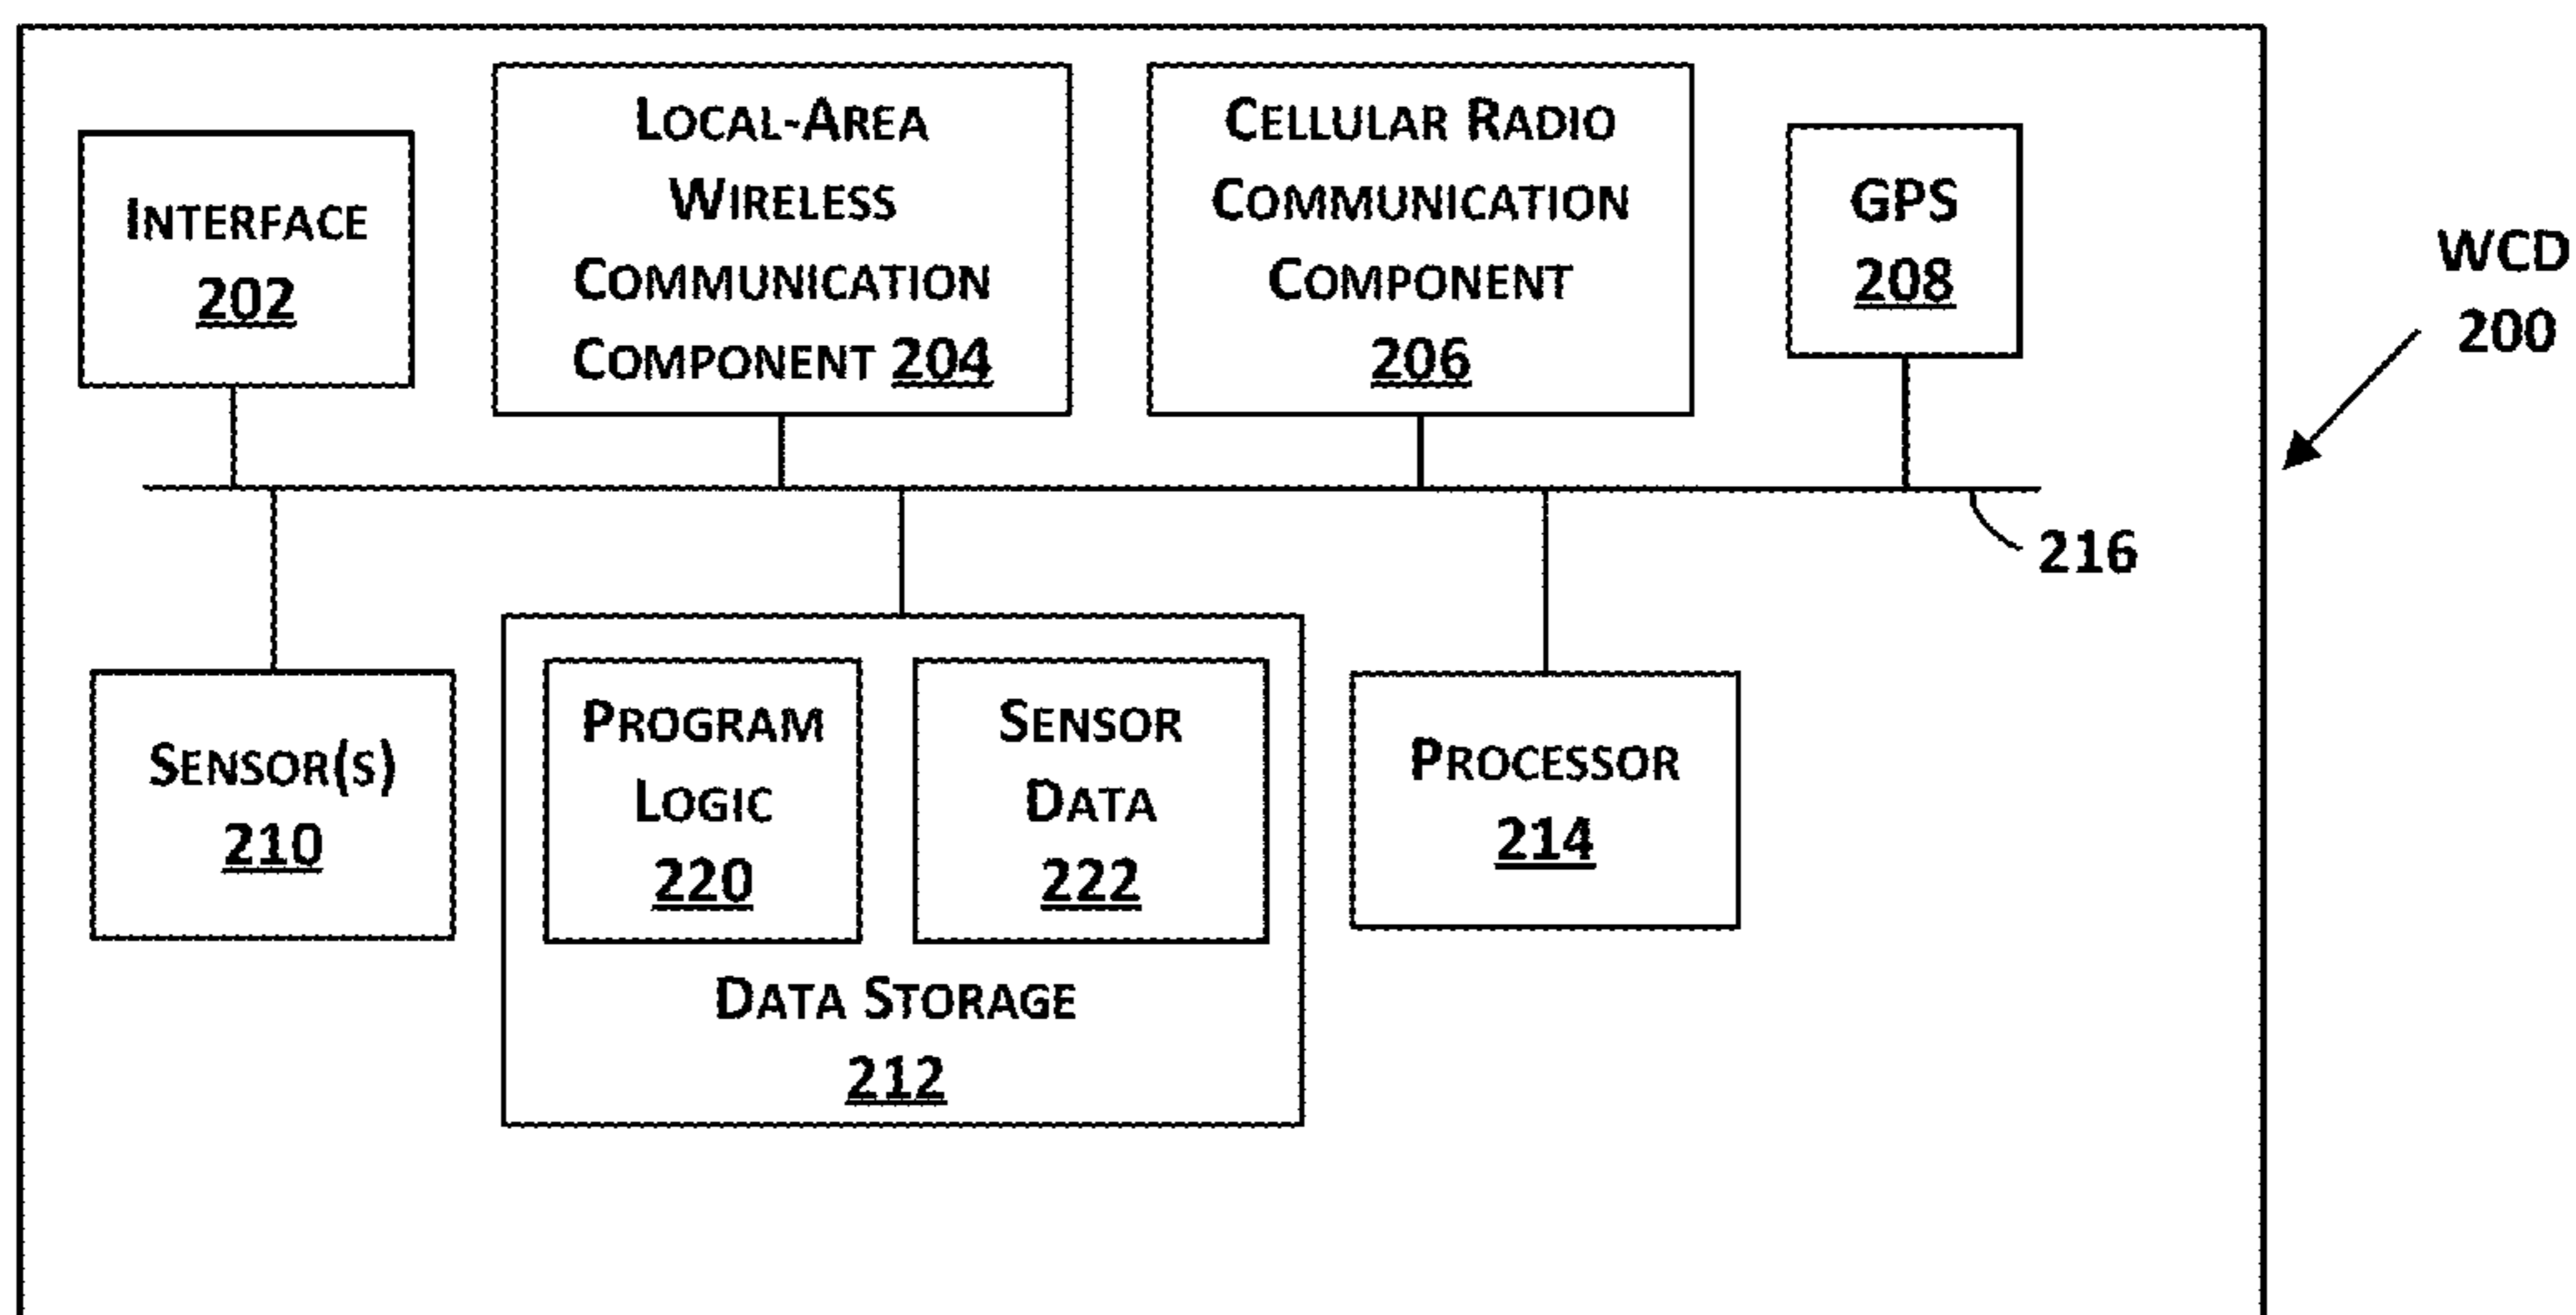 INTERFACE
202
LOCAL-AREA
WIRELESS
COMMUNICATION
COMPONENT 204
CELLULAR RADIO
COMMUNICATION
COMPONENT
206
GPS
208
WCD
200
216
SENSOR(S)
210
PROGRAM
LOGIC
220
SENSOR
DATA
222
DATA STORAGE
212
PROCESSOR
214